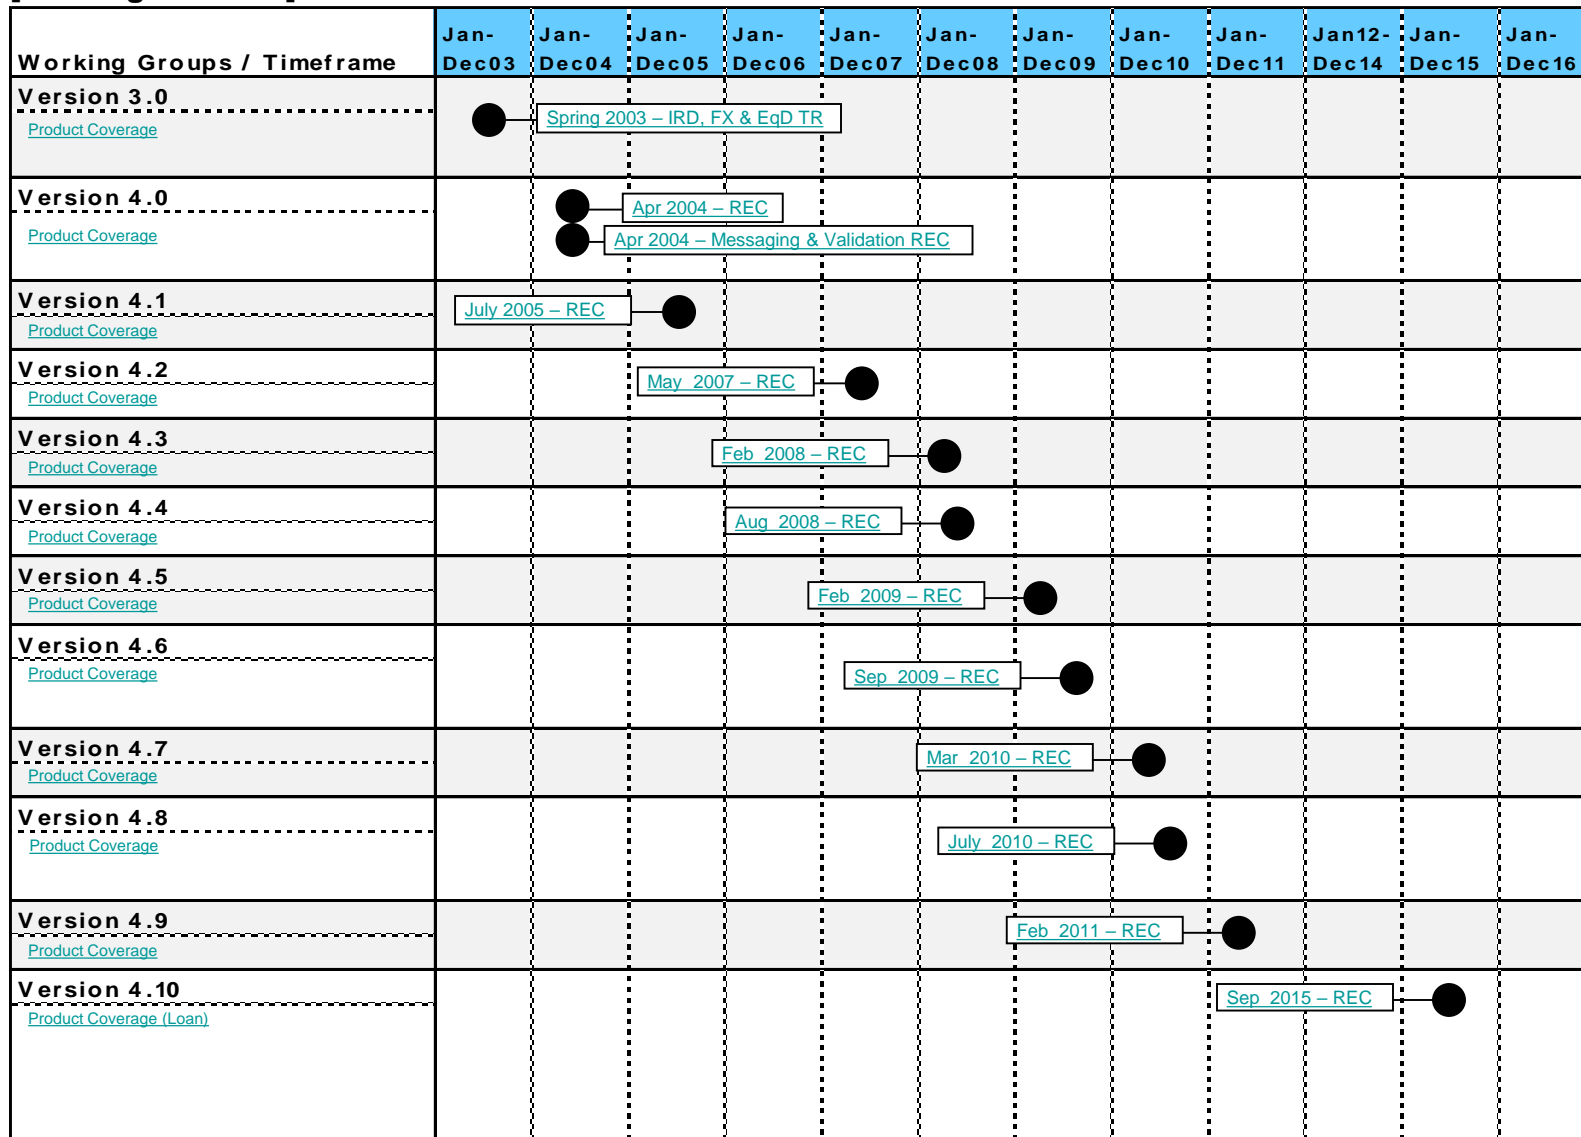 Working Groups / Timeframe
Jan-Dec03
Jan-Dec04
Jan-Dec05
Jan-Dec06
Jan-Dec07
Jan-Dec08
Jan-Dec09
Jan-Dec10
Jan-Dec11
Jan12-Dec14
Jan-Dec15
Jan-Dec16
Version 3.0
Product Coverage
Spring 2003 – IRD, FX & EqD TR
Version 4.0
Product Coverage
Apr 2004 – REC
Apr 2004 – Messaging & Validation REC
Version 4.1
Product Coverage
July 2005 – REC
Version 4.2
Product Coverage
May 2007 – REC
Version 4.3
Product Coverage
Feb 2008 – REC
Version 4.4
Product Coverage
Aug 2008 – REC
Version 4.5
Product Coverage
Feb 2009 – REC
Version 4.6
Product Coverage
Sep 2009 – REC
Version 4.7
Product Coverage
Mar 2010 – REC
Version 4.8
Product Coverage
July 2010 – REC
Version 4.9
Product Coverage
Feb 2011 – REC
Version 4.10
Product Coverage (Loan)
Sep 2015 – REC